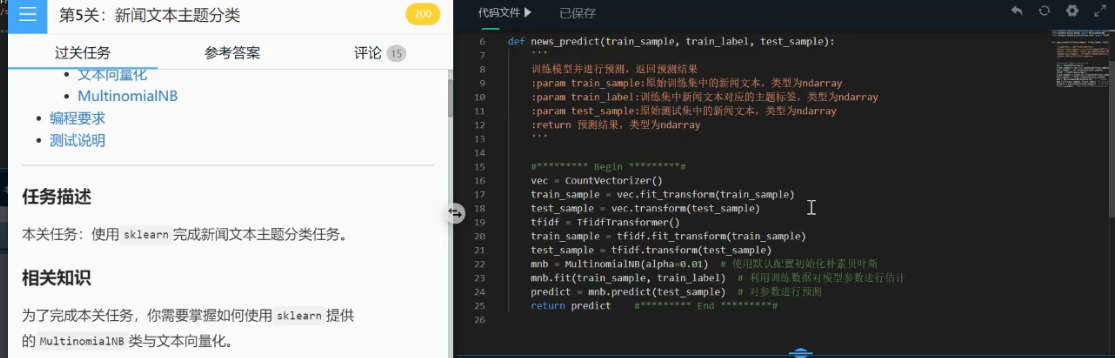 第5关：新闻文本主题分类
200
过关任务
参考答案
评论 15
文本向量化
MultinomialNB
编程要求
测试说明
任务描述
本关任务：使用 sklearn 完成新闻文本主题分类任务。
相关知识
为了完成本关任务，你需要掌握如何使用 sklearn 提供
的 MultinomialNB 类与文本向量化。
代码文件
已保存
6 def news_predict(train_sample, train_label, test_sample):
7 '''
8 训练模型并进行预测，返回预测结果
9 :param train_sample:原始训练集中的新闻文本，类型为ndarray
10 :param train_label:训练集中新闻文本对应的主题标签，类型为ndarray
11 :param test_sample:原始测试集中的新闻文本，类型为ndarray
12 :return 预测结果，类型为ndarray
13 '''
14
15 #********* Begin *********#
16 vec = CountVectorizer()
17 train_sample = vec.fit_transform(train_sample)
18 test_sample = vec.transform(test_sample)
19 tfidf = TfidfTransformer()
20 train_sample = tfidf.fit_transform(train_sample)
21 test_sample = tfidf.transform(test_sample)
22 mnb = MultinomialNB(alpha=0.01) # 使用默认配置初始化朴素贝叶斯
23 mnb.fit(train_sample, train_label) # 利用训练数据对模型参数进行估计
24 predict = mnb.predict(test_sample) # 对参数进行预测
25 return predict #********* End *********#
26